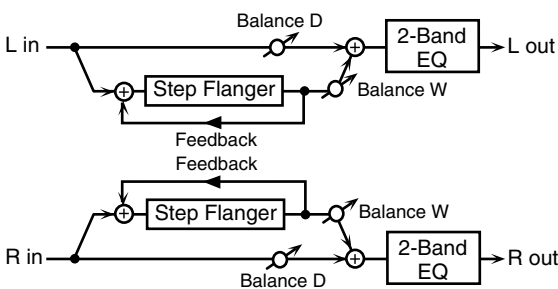 Balance D
L in
2-Band
EQ
L out
Step Flanger
Balance W
Feedback
Feedback
Step Flanger
Balance W
R in
2-Band
EQ
R out
Balance D